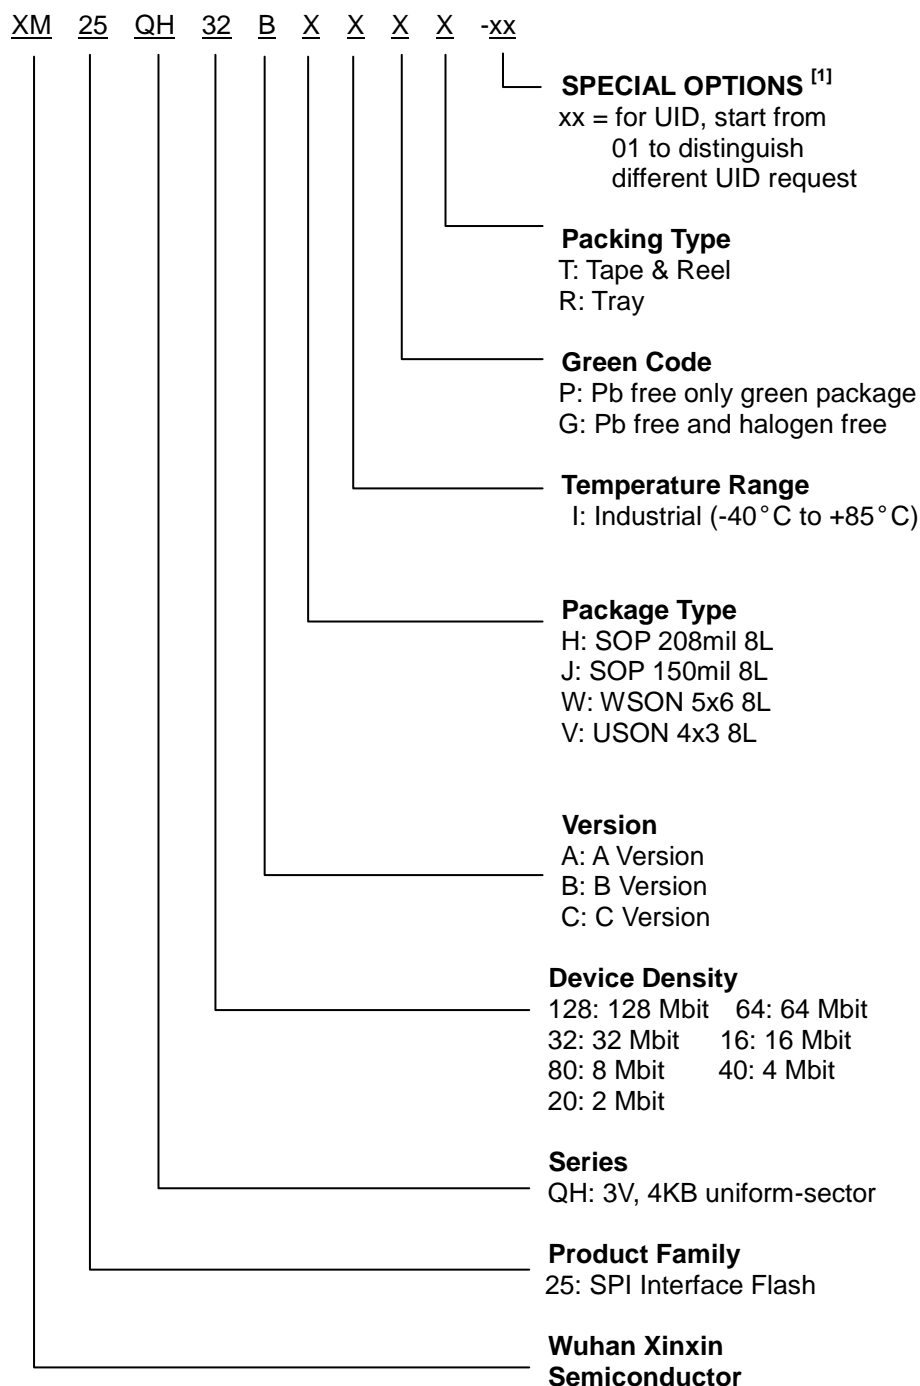 XM 25 QH 32 B X X X X -xx
SPECIAL OPTIONS [1]
xx = for UID, start from
01 to distinguish
different UID request
Packing Type
T: Tape & Reel
R: Tray
Green Code
P: Pb free only green package
G: Pb free and halogen free
Temperature Range
I: Industrial (-40°C to +85°C)
Package Type
H: SOP 208mil 8L
J: SOP 150mil 8L
W: WSON 5x6 8L
V: USON 4x3 8L
Version
A: A Version
B: B Version
C: C Version
Device Density
128: 128 Mbit 64: 64 Mbit
32: 32 Mbit 16: 16 Mbit
80: 8 Mbit 40: 4 Mbit
20: 2 Mbit
Series
QH: 3V, 4KB uniform-sector
Product Family
25: SPI Interface Flash
Wuhan Xinxin
Semiconductor